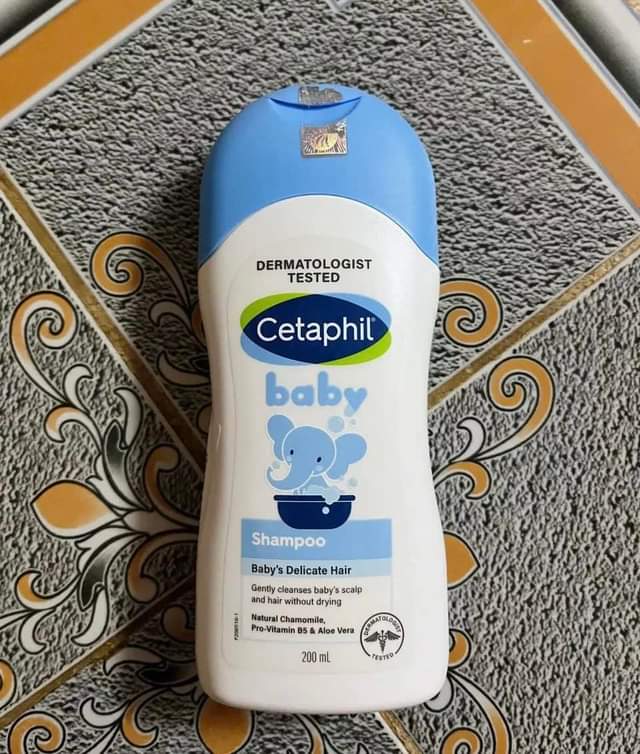 DERMATOLOGIST
TESTED
Cetaphil®
baby
Shampoo
Baby's Delicate Hair
Gently cleanses baby's scalp
and hair without drying
Natural Chamomile,
Pro-Vitamin B5 & Aloe Vera
200 mL
DERMATOLOGIST
TESTED